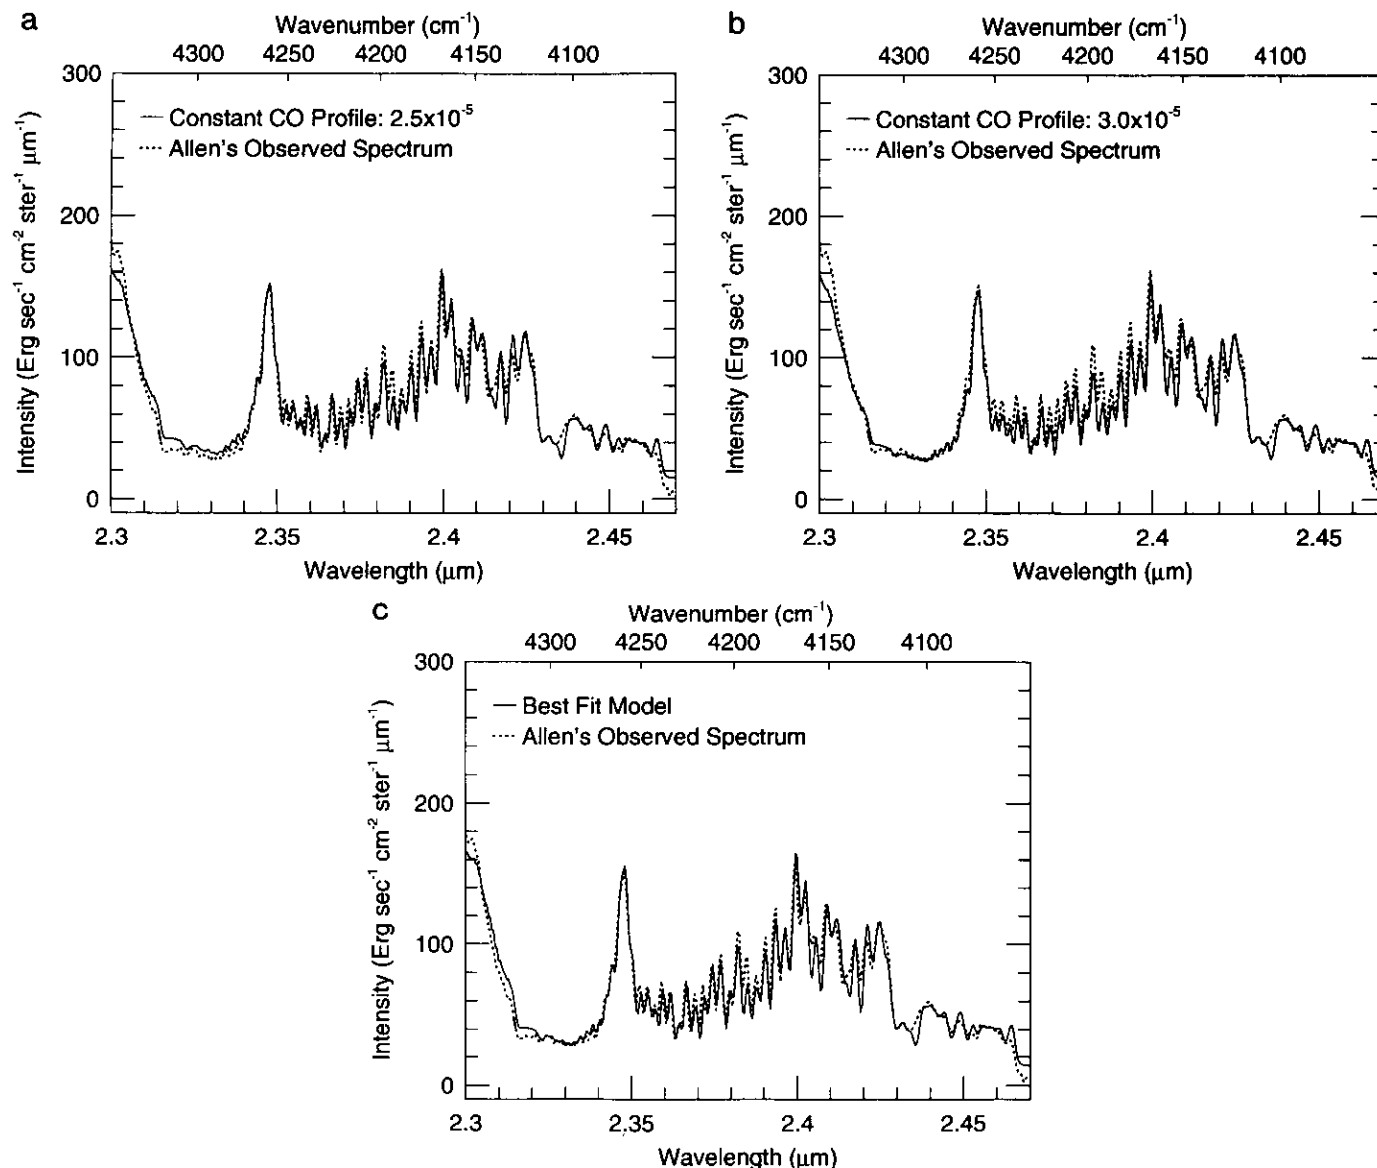 a
Wavenumber (cm-1)
4300 4250 4200 4150 4100
300
200
100
0
Intensity (Erg sec-1 cm-2 ster-1 μm-1)
Constant CO Profile: 2.5x10-5
Allen's Observed Spectrum
2.3 2.35 2.4 2.45
Wavelength (μm)
b
Wavenumber (cm-1)
4300 4250 4200 4150 4100
300
200
100
0
Intensity (Erg sec-1 cm-2 ster-1 μm-1)
Constant CO Profile: 3.0x10-5
Allen's Observed Spectrum
2.3 2.35 2.4 2.45
Wavelength (μm)
c
Wavenumber (cm-1)
4300 4250 4200 4150 4100
300
200
100
0
Intensity (Erg sec-1 cm-2 ster-1 μm-1)
Best Fit Model
Allen's Observed Spectrum
2.3 2.35 2.4 2.45
Wavelength (μm)